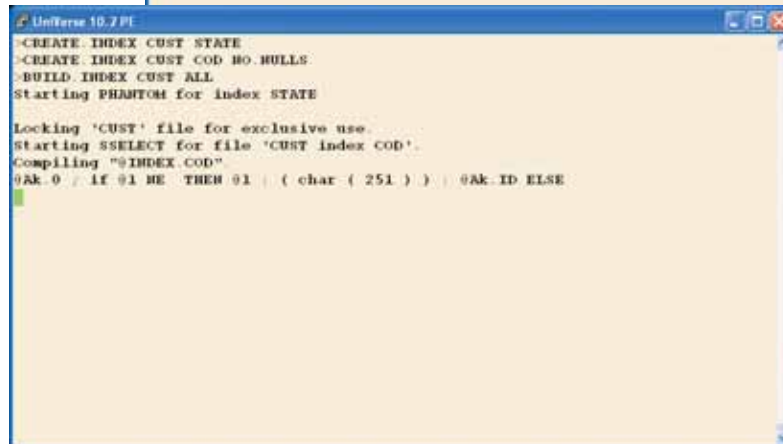 UniVerse 10.2 PE
>CREATE.INDEX CUST STATE
>CREATE.INDEX CUST COD NO.NULLS
>BUILD.INDEX CUST ALL
Starting PHANTOM for index STATE
Locking 'CUST' file for exclusive use.
Starting SSELECT for file 'CUST index COD'.
Compiling "@INDEX.COD".
@Ak.0 ; if @1 NE THEN @1 : ( char ( 251 ) ) : @Ak.ID ELSE